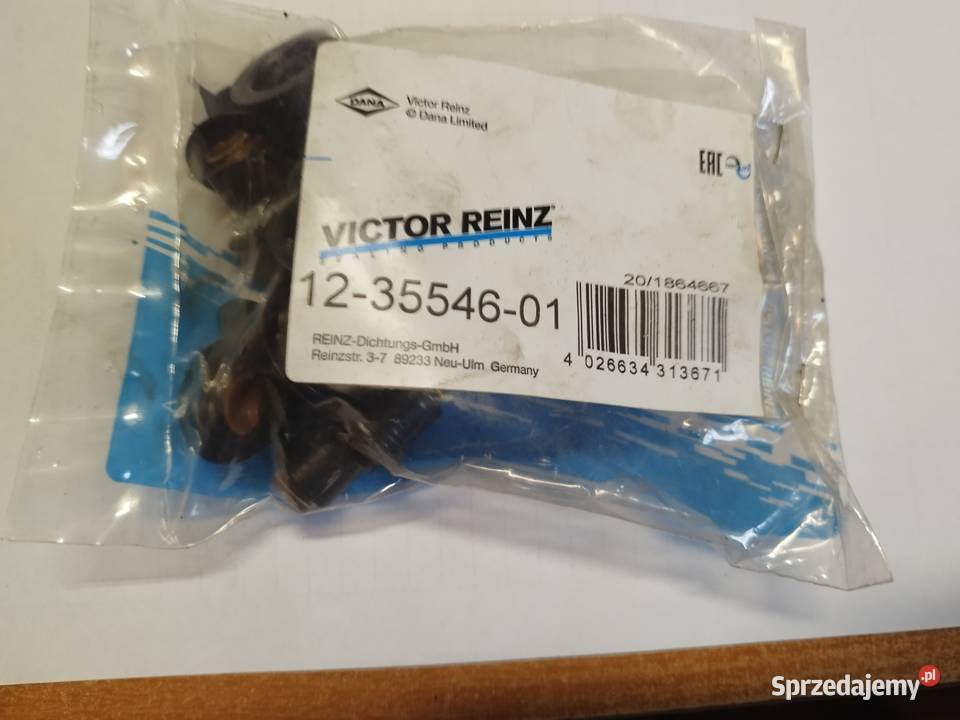 DANA
Victor Reinz
© Dana Limited
EAC
VICTOR REINZ
SEALING PRODUCTS
12-35546-01
20/1864667
4 026634 313671
REINZ-Dichtungs-GmbH
Reinzstr. 3-7 89233 Neu-Ulm Germany
Sprzedajemy.pl